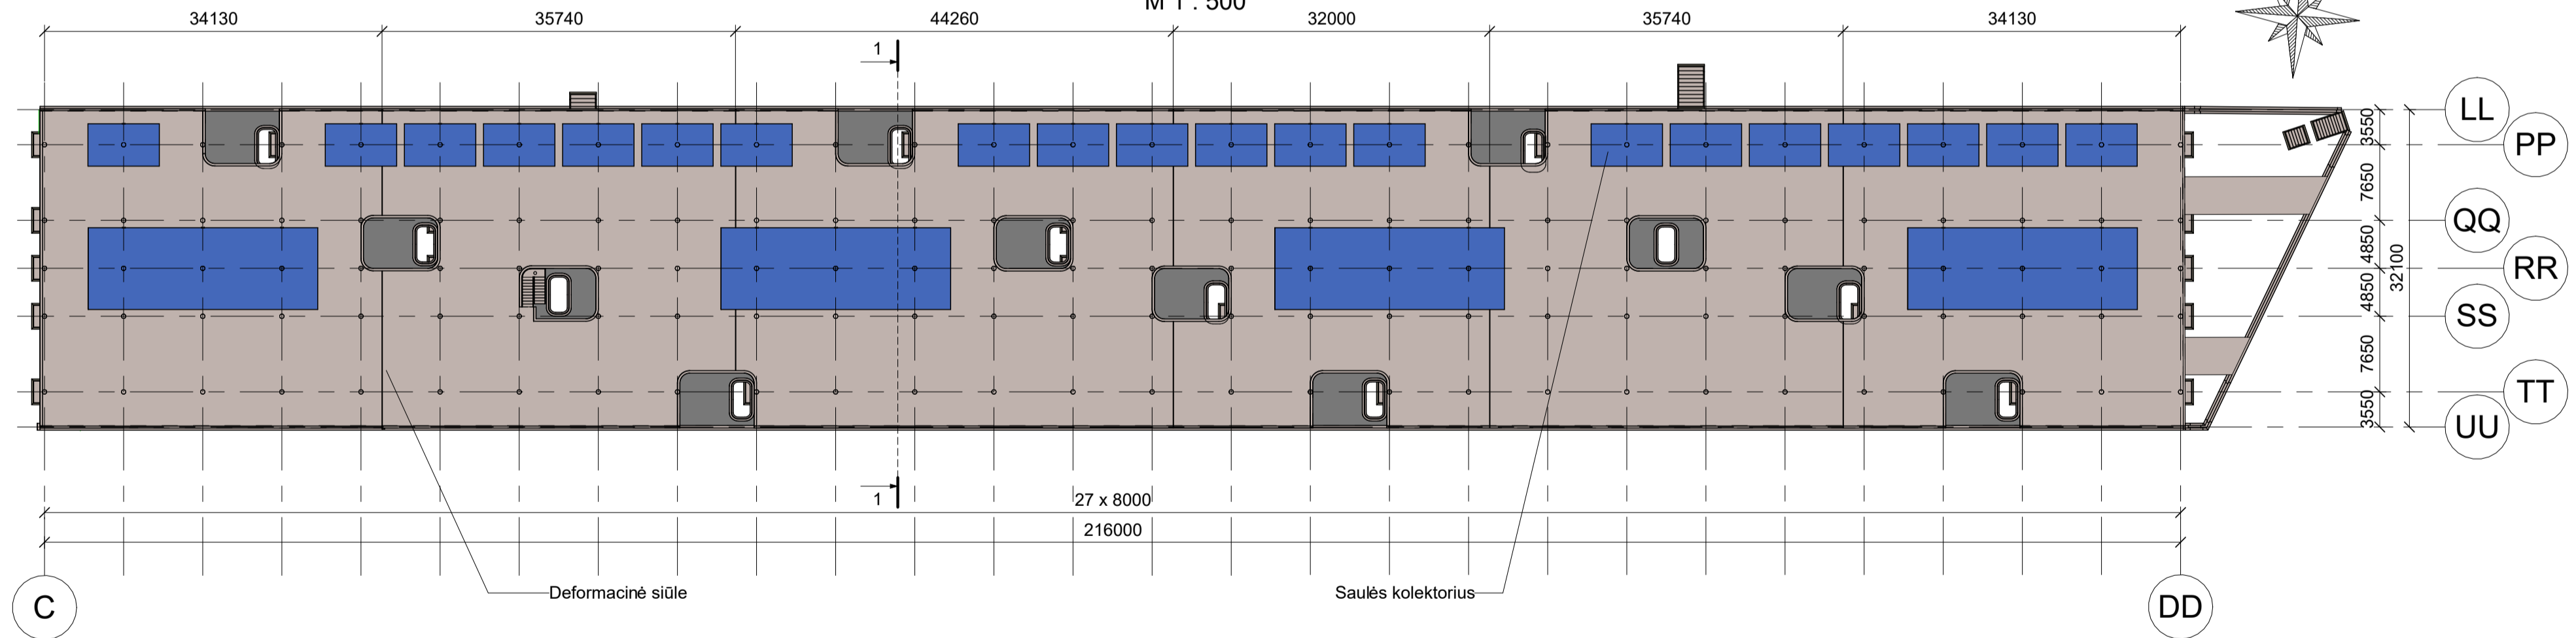 M 1 : 500
34130
35740
44260
32000
35740
34130
1
LL
PP
QQ
RR
SS
TT
UU
3550
7650
4850
4850
7650
3550
32100
1
27 x 8000
216000
Deformacinė siūle
Saulės kolektorius
C
DD